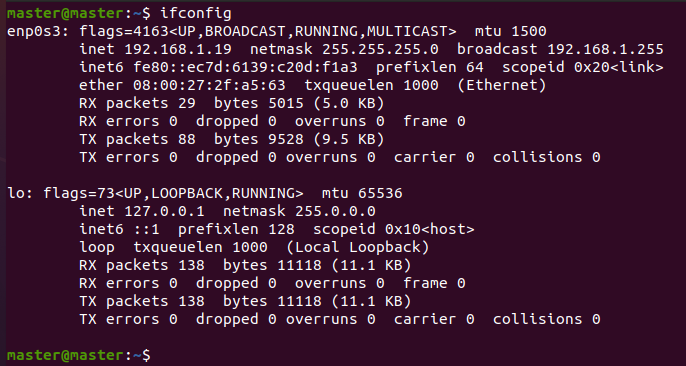 master@master:~$ ifconfig
enp0s3: flags=4163<UP,BROADCAST,RUNNING,MULTICAST>  mtu 1500
        inet 192.168.1.19  netmask 255.255.255.0  broadcast 192.168.1.255
        inet6 fe80::ec7d:6139:c20d:f1a3  prefixlen 64  scopeid 0x20<link>
        ether 08:00:27:2f:a5:63  txqueuelen 1000  (Ethernet)
        RX packets 29  bytes 5015 (5.0 KB)
        RX errors 0  dropped 0  overruns 0  frame 0
        TX packets 88  bytes 9528 (9.5 KB)
        TX errors 0  dropped 0 overruns 0  carrier 0  collisions 0

lo: flags=73<UP,LOOPBACK,RUNNING>  mtu 65536
        inet 127.0.0.1  netmask 255.0.0.0
        inet6 ::1  prefixlen 128  scopeid 0x10<host>
        loop  txqueuelen 1000  (Local Loopback)
        RX packets 138  bytes 11118 (11.1 KB)
        RX errors 0  dropped 0  overruns 0  frame 0
        TX packets 138  bytes 11118 (11.1 KB)
        TX errors 0  dropped 0 overruns 0  carrier 0  collisions 0

master@master:~$